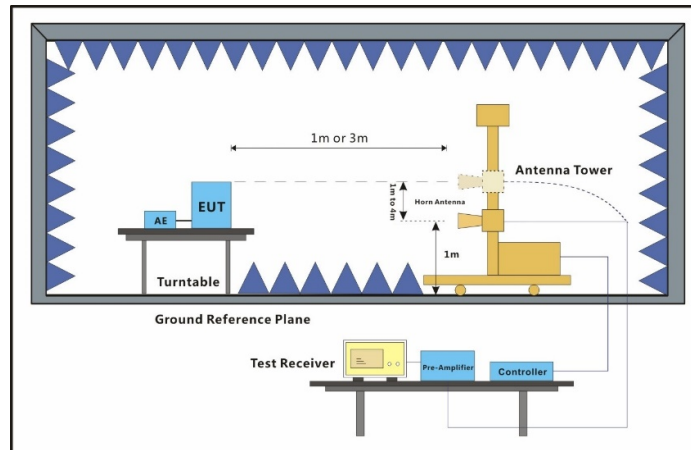 1m or 3m
Antenna Tower
1m to 4m
Horn Antenna
EUT
AE
1m
Turntable
Ground Reference Plane
Test Receiver
Pre-Amplifier
Controller